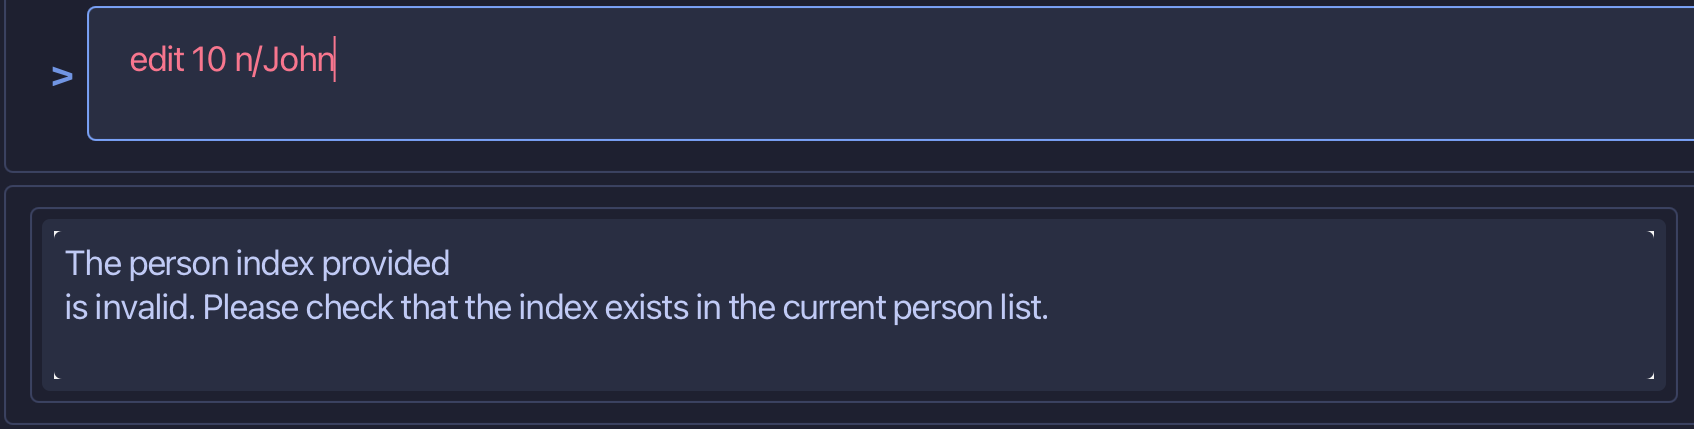 > edit 10 n/John
The person index provided
is invalid. Please check that the index exists in the current person list.